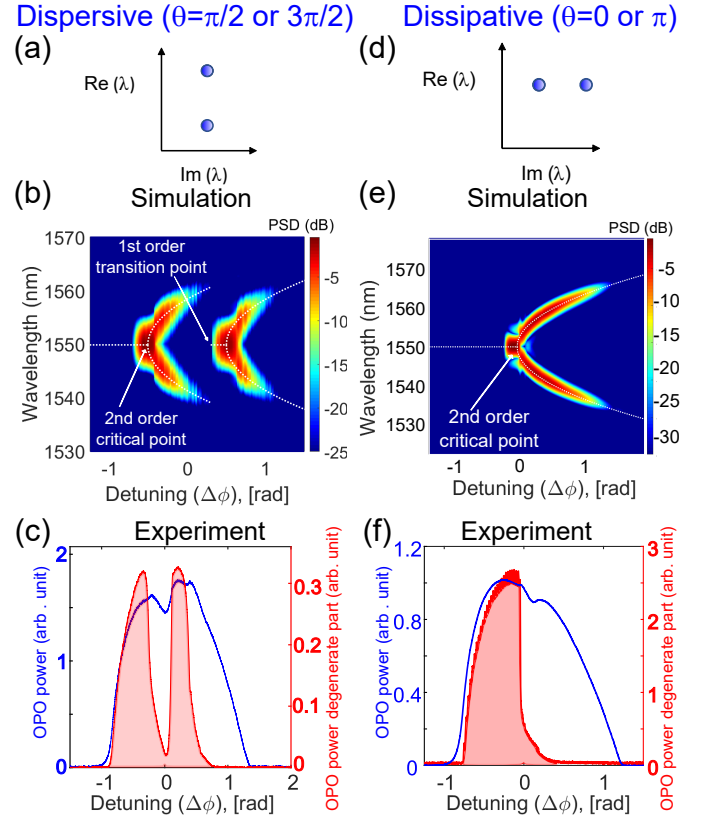 Dispersive (θ=π/2 or 3π/2)
Dissipative (θ=0 or π)
(a)
Re (λ)
Im (λ)
(d)
Re (λ)
Im (λ)
(b)
Simulation
PSD (dB)
1st order
transition point
2nd order
critical point
Wavelength (nm)
1570
1560
1550
1540
1530
-1
0
1
Detuning (Δϕ), [rad]
-5
-10
-15
-20
-25
(e)
Simulation
PSD (dB)
2nd order
critical point
Wavelength (nm)
1570
1560
1550
1540
1530
-1
0
1
Detuning (Δϕ), [rad]
-5
-10
-15
-20
-25
-30
(c)
Experiment
OPO power (arb . unit)
2
1
0
OPO power degenerate part (arb. unit)
0.3
0.2
0.1
0
-1
0
1
2
Detuning (Δϕ), [rad]
(f)
Experiment
OPO power (arb. unit)
1.2
0.8
0.4
0
OPO power degenerate part (arb. unit)
3
2
1
0
-1
0
1
Detuning (Δϕ), [rad]